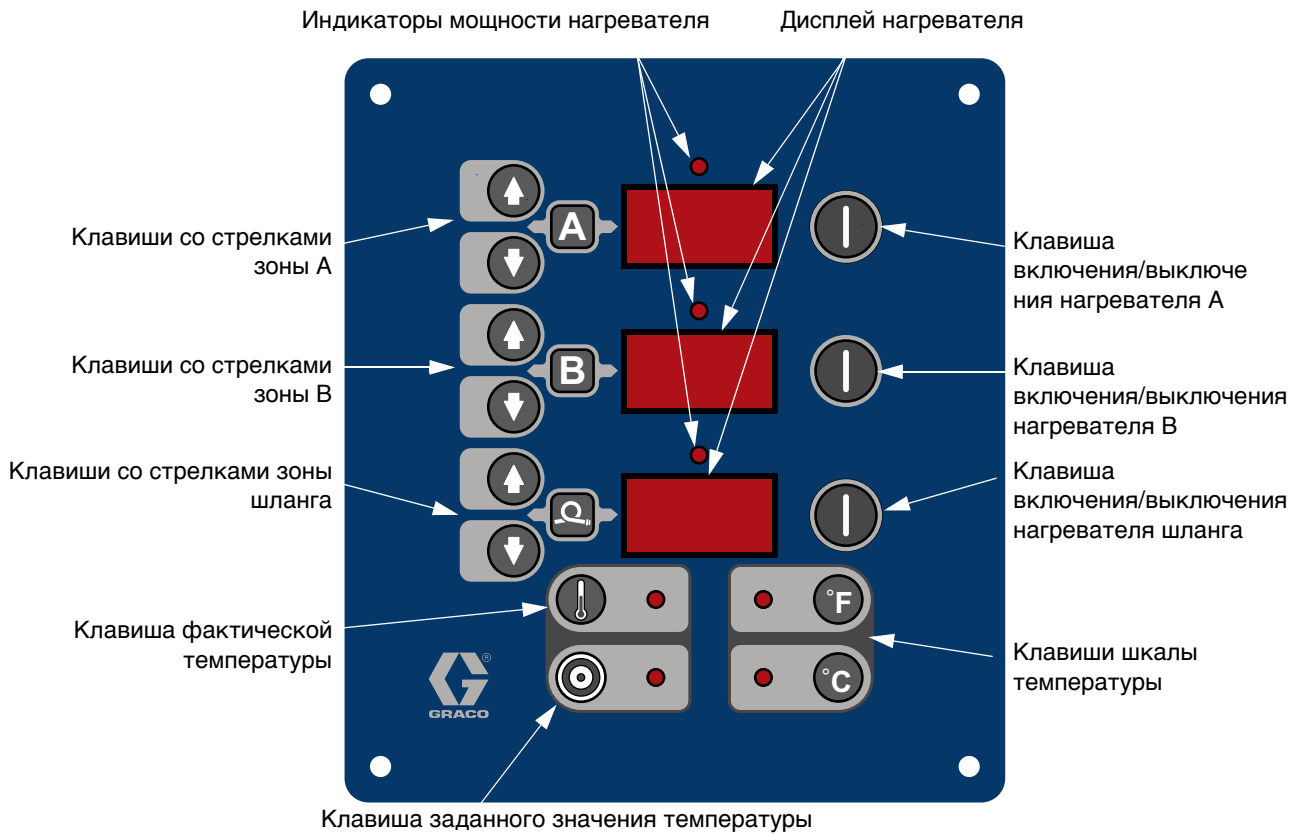 Индикаторы мощности нагревателя
Дисплей нагревателя
Клавиши со стрелками
зоны A
A
Клавиша
включения/выключе
ния нагревателя A
Клавиши со стрелками
зоны B
B
Клавиша
включения/выключения
нагревателя B
Клавиши со стрелками зоны
шланга
Клавиша
включения/выключения
нагревателя шланга
Клавиша фактической
температуры
°F
°C
Клавиши шкалы
температуры
G ®
GRACO
Клавиша заданного значения температуры